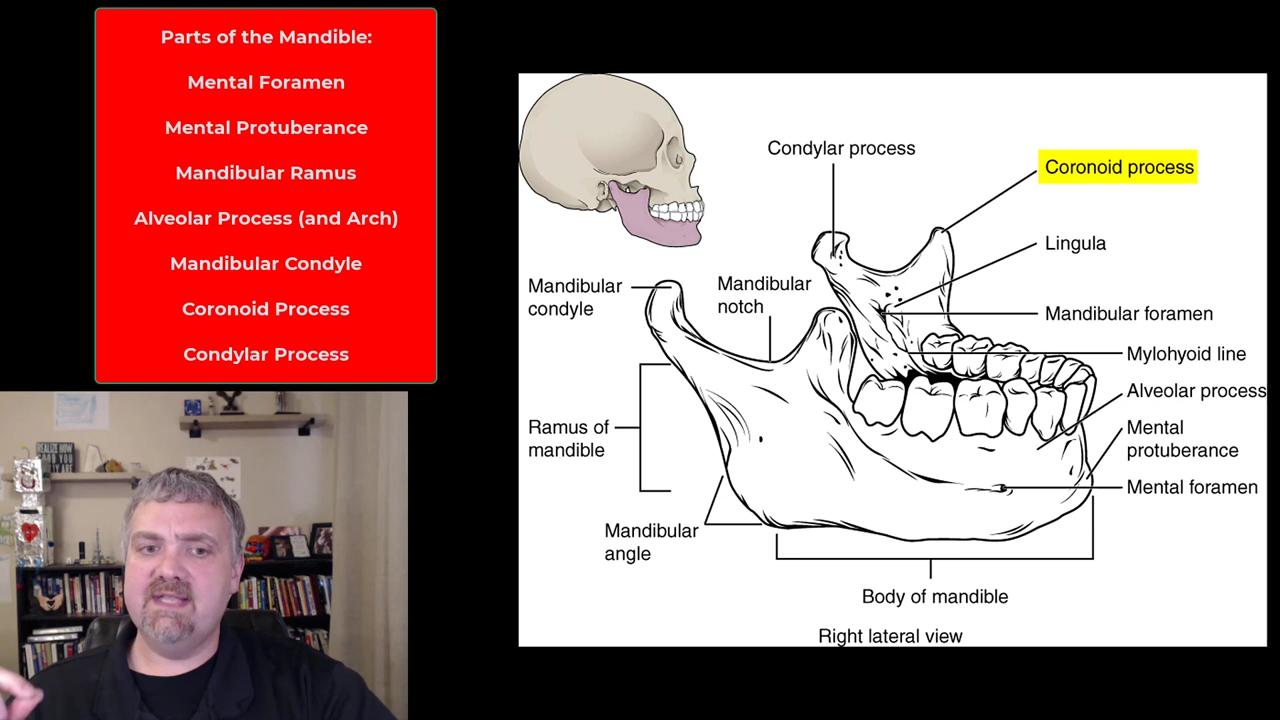 Parts of the Mandible:
Mental Foramen
Mental Protuberance
Mandibular Ramus
Alveolar Process (and Arch)
Mandibular Condyle
Coronoid Process
Condylar Process
Condylar process
Coronoid process
Lingula
Mandibular
condyle
Mandibular
notch
Mandibular foramen
Mylohyoid line
Alveolar process
Ramus of
mandible
Mental
protuberance
Mental foramen
Mandibular
angle
Body of mandible
Right lateral view